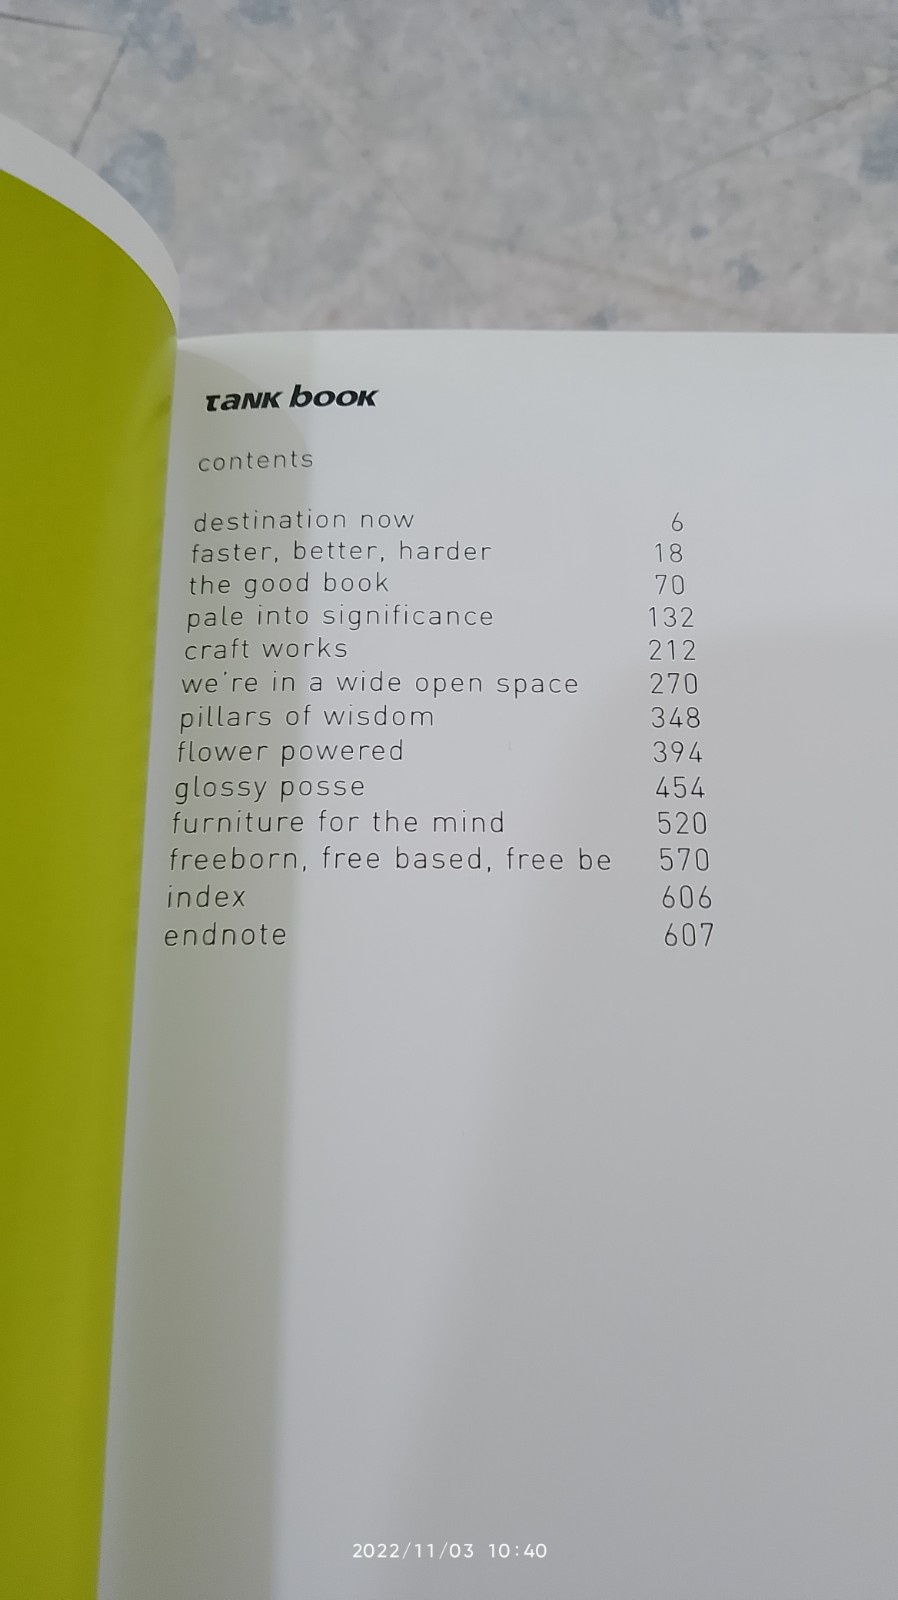 TANK BOOK
contents
destination now 6
faster, better, harder 18
the good book 70
pale into significance 132
craft works 212
we're in a wide open space 270
pillars of wisdom 348
flower powered 394
glossy posse 454
furniture for the mind 520
freeborn, free based, free be 570
index 606
endnote 607
2022/11/03 10:40